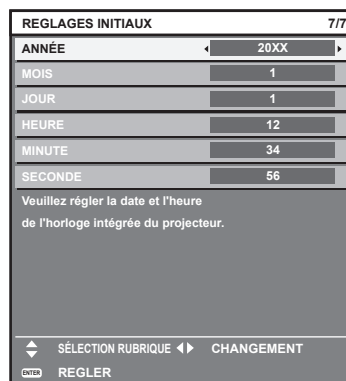 REGLAGES INITIAUX 7/7
ANNÉE 20XX
MOIS 1
JOUR 1
HEURE 12
MINUTE 34
SECONDE 56
Veuillez régler la date et l'heure
de l'horloge intégrée du projecteur.
SÉLECTION RUBRIQUE CHANGEMENT
ENTER REGLER